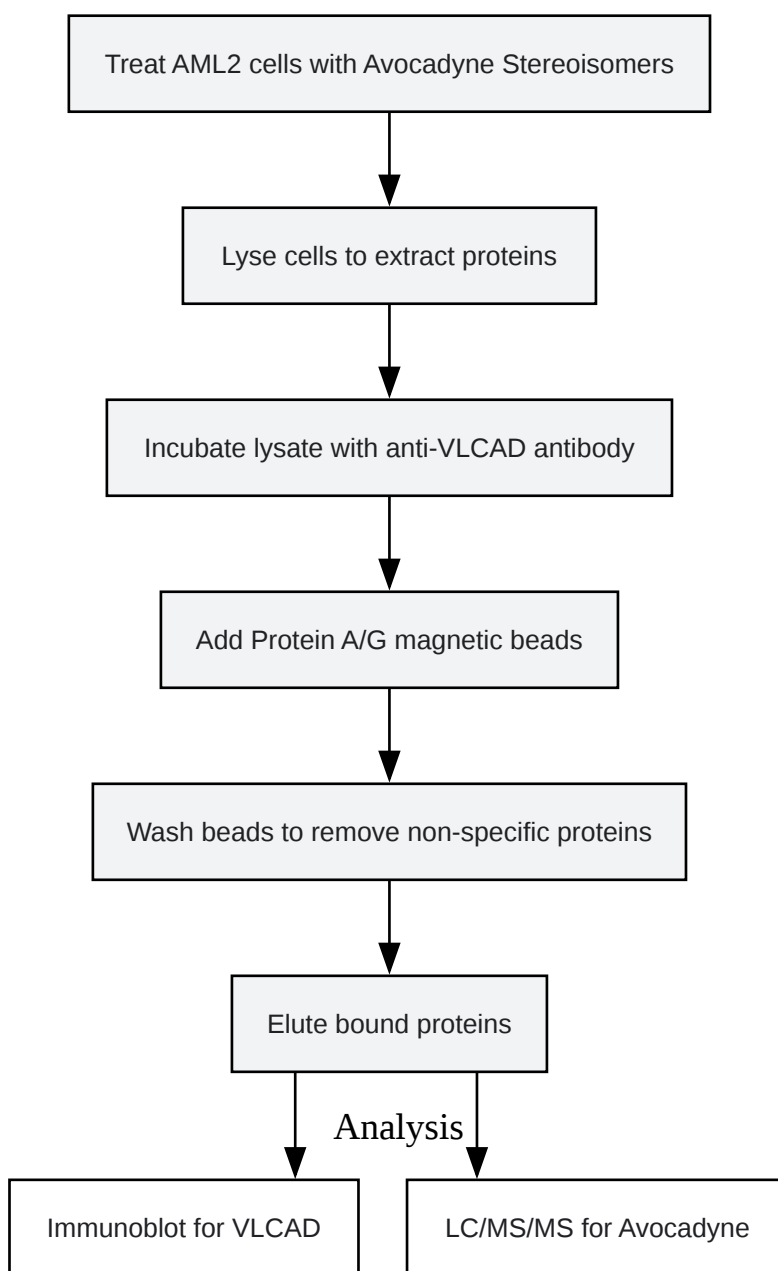 Treat AML2 cells with Avocadyne Stereoisomers
Lyse cells to extract proteins
Incubate lysate with anti-VLCAD antibody
Add Protein A/G magnetic beads
Wash beads to remove non-specific proteins
Elute bound proteins
Analysis
Immunoblot for VLCAD
LC/MS/MS for Avocadyne